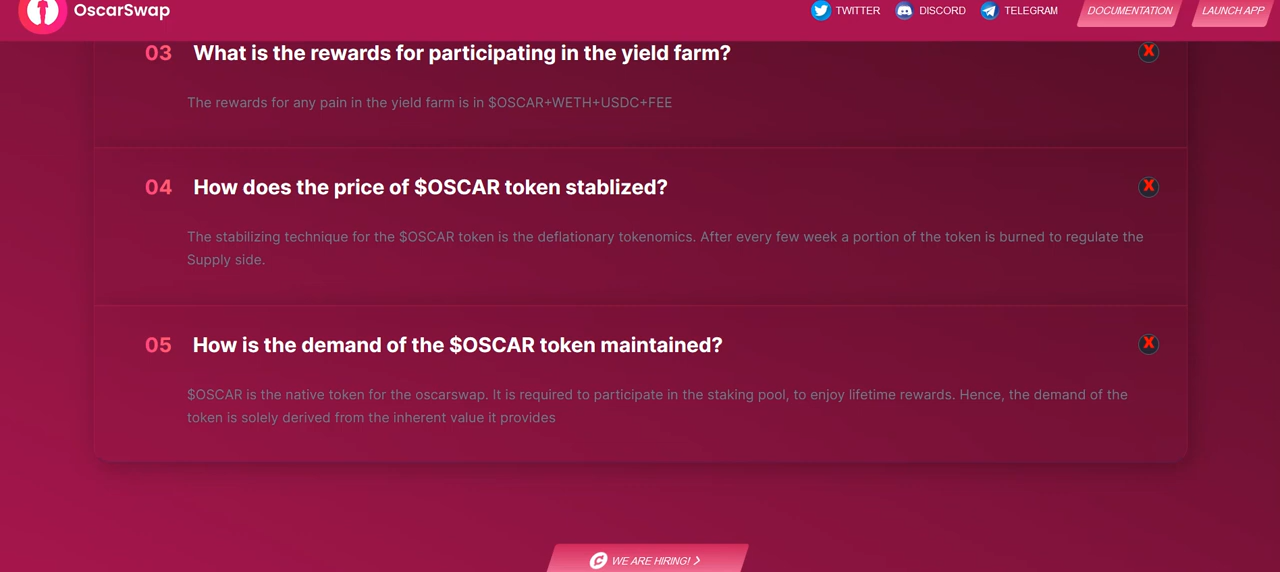 OscarSwap
TWITTER DISCORD TELEGRAM DOCUMENTATION LAUNCH APP
03 What is the rewards for participating in the yield farm? X
The rewards for any pain in the yield farm is in $OSCAR+WETH+USDC+FEE
04 How does the price of $OSCAR token stablized? X
The stabilizing technique for the $OSCAR token is the deflationary tokenomics. After every few week a portion of the token is burned to regulate the
Supply side.
05 How is the demand of the $OSCAR token maintained? X
$OSCAR is the native token for the oscarswap. It is required to participate in the staking pool, to enjoy lifetime rewards. Hence, the demand of the
token is solely derived from the inherent value it provides
WE ARE HIRING!